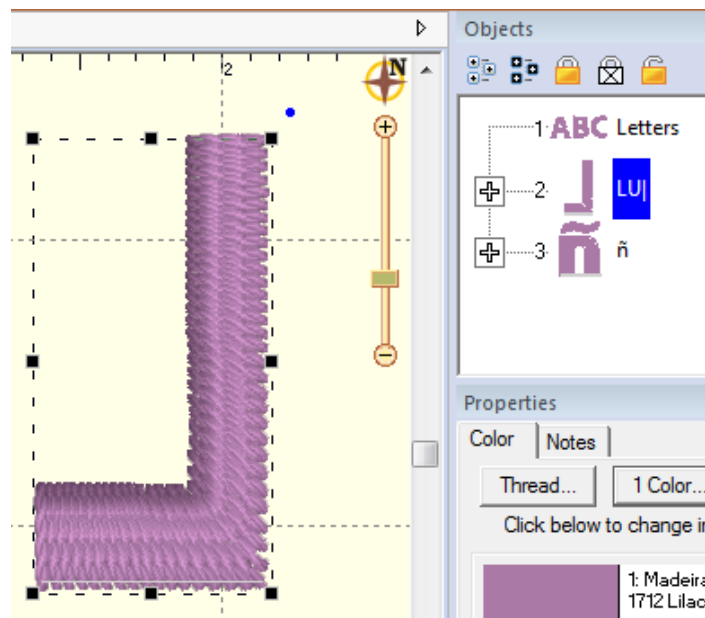 Objects
2
N
1 ABC Letters
2 LU
3 ñ ñ
Properties
Color Notes
Thread... 1 Color...
Click below to change i
1: Madeira
1712 Lilac